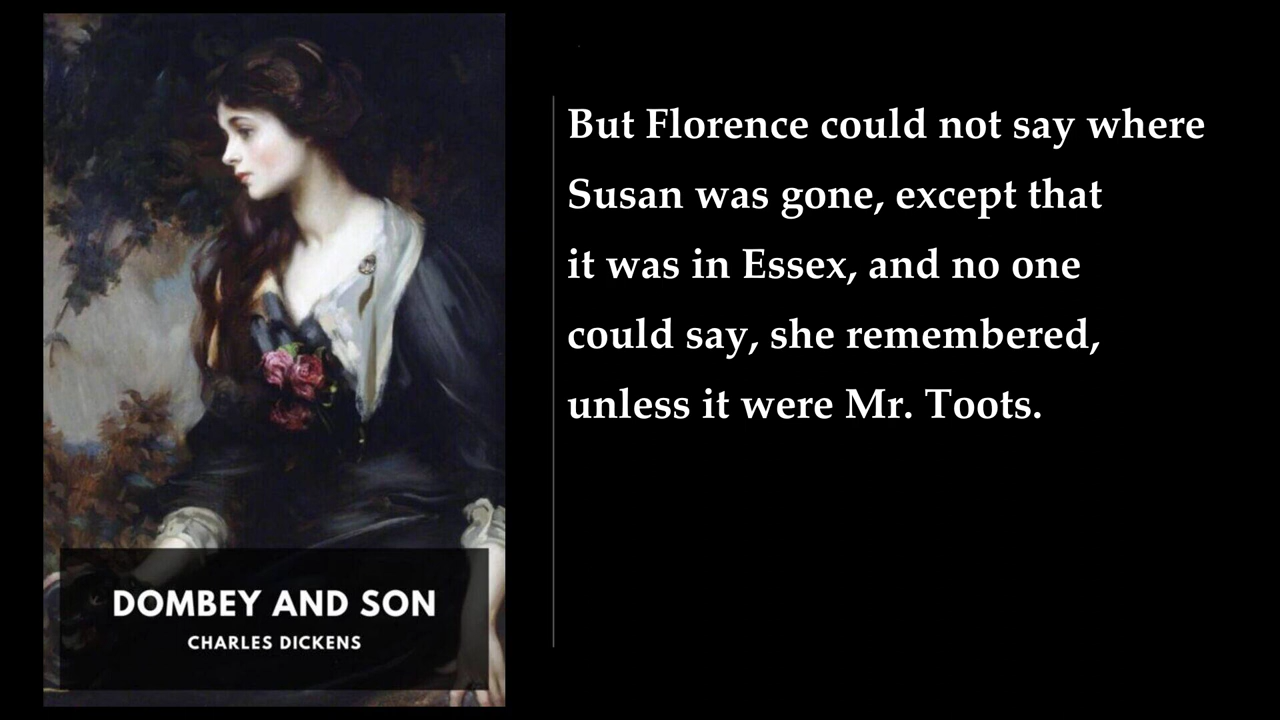 But Florence could not say where
Susan was gone, except that
it was in Essex, and no one
could say, she remembered,
unless it were Mr. Toots.
DOMBEY AND SON
CHARLES DICKENS